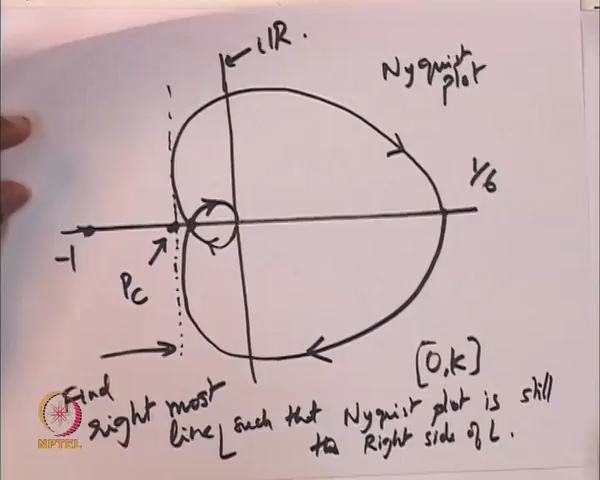 iIR.
Nyquist
plot
1/6
-1
Pc
[0,K]
Find
right most
line L such that Nyquist plot is still
the Right side of L.
NPTEL